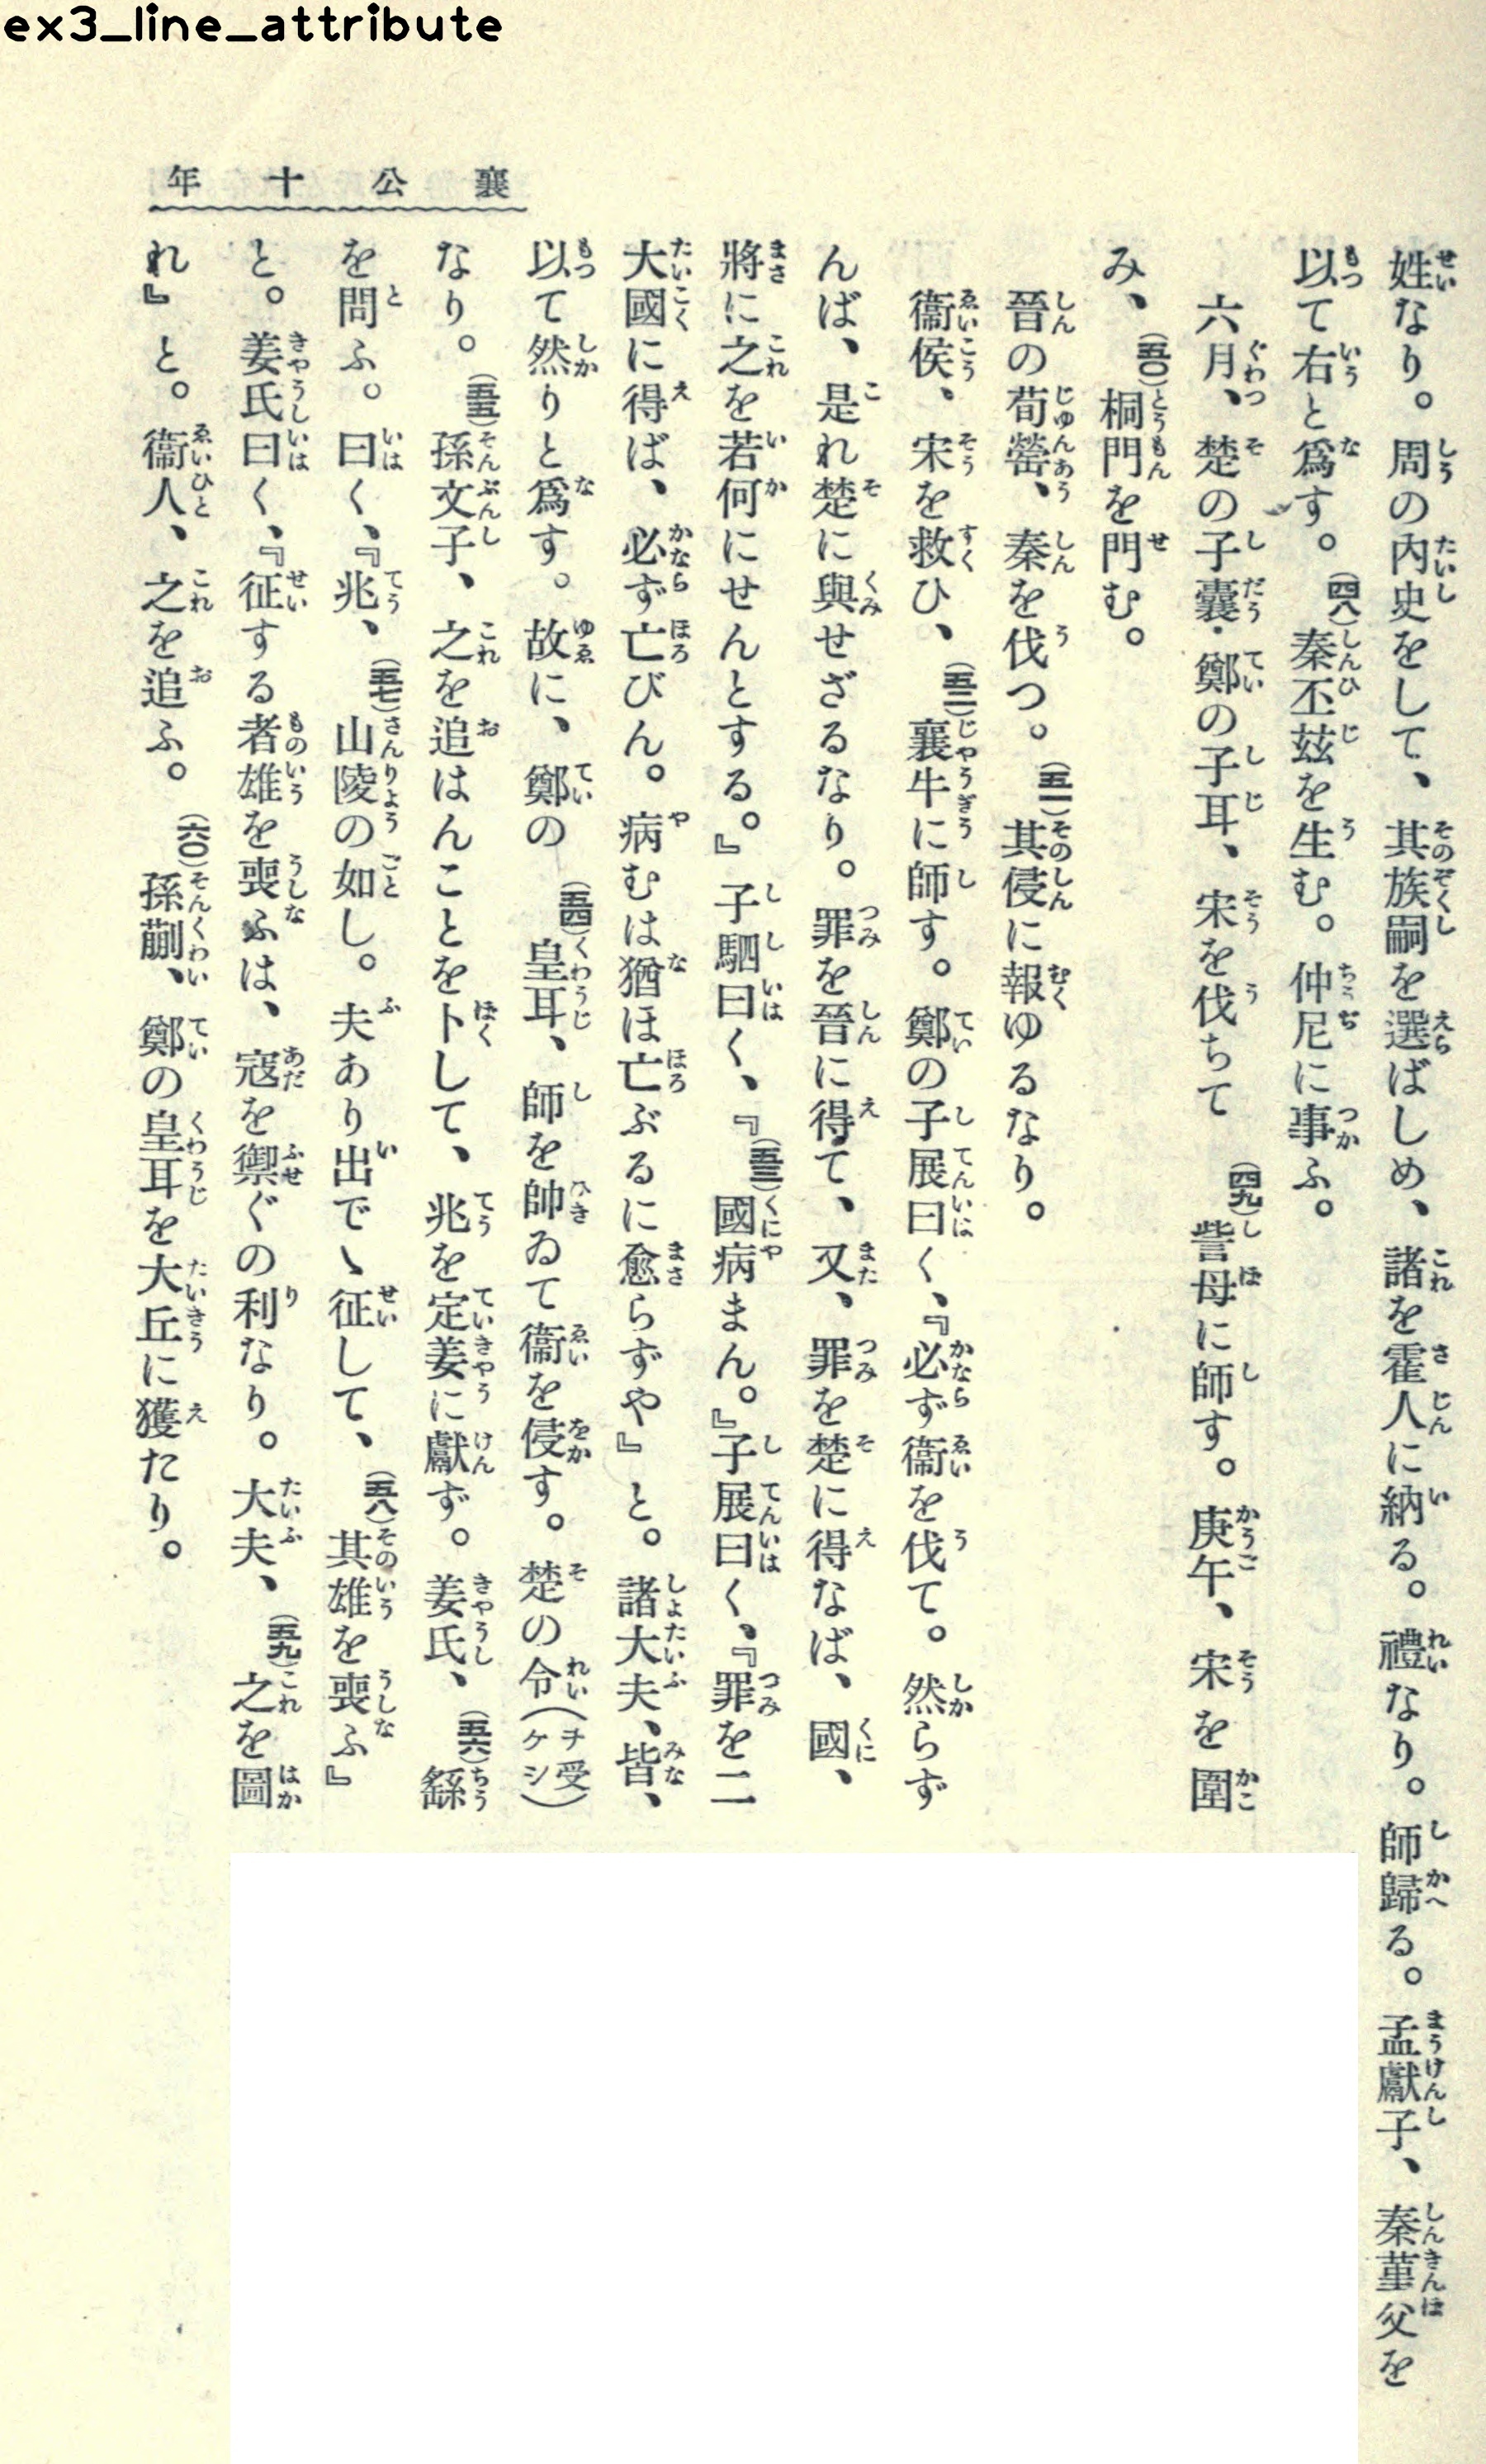 ex3_line_attribute
襄公十年
姓なり。周の內史をして、其族嗣を選ばしめ、諸を霍人に納る。禮なり。師歸る。孟獻子、秦菫父を
以て右と爲す。(四八)秦丕茲を生む。仲尼に事ふ。
六月、楚の子囊・鄭の子耳、宋を伐ちて(四九)訾母に師す。庚午、宋を圍
み、(五〇)桐門を門む。
晉の荀罃、秦を伐つ。(五一)其侵に報ゆるなり。
衞侯、宋を救ひ、(五二)襄牛に師す。鄭の子展曰く、『必ず衞を伐て。然らず
んば、是れ楚に與せざるなり。罪を晉に得て、又、罪を楚に得なば、國、
將に之を若何にせんとする。』子駟曰く、『(五三)國病まん。』子展曰く、『罪を二
大國に得ば、必ず亡びん。病むは猶ほ亡ぶるに愈らずや』と。諸大夫、皆、
以て然りと爲す。故に、鄭の(五四)皇耳、師を帥ゐて衞を侵す。楚の令(ヲ受ケシ)
なり。(五五)孫文子、之を追はんことを卜して、兆を定姜に獻ず。姜氏、(五六)繇
を問ふ。曰く、『兆、(五七)山陵の如し。夫あり出でゝ征して、(五八)其雄を喪ふ』
と。姜氏曰く、『征する者雄を喪ふは、寇を禦ぐの利なり。大夫、(五九)之を圖
れ』と。衞人、之を追ふ。(六〇)孫蒯、鄭の皇耳を大丘に獲たり。